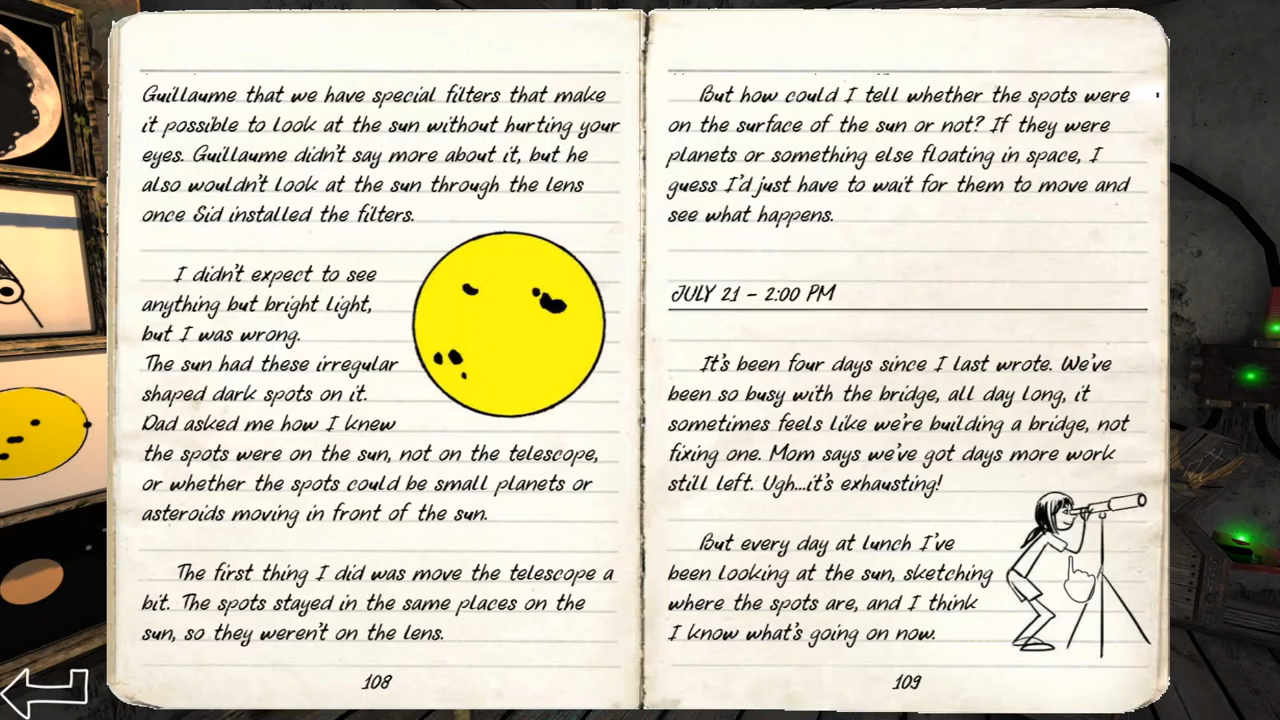 Guillaume that we have special filters that make
it possible to look at the sun without hurting your
eyes. Guillaume didn't say more about it, but he
also wouldn't look at the sun through the lens
once Sid installed the filters.
I didn't expect to see
anything but bright light,
but I was wrong.
The sun had these irregular
shaped dark spots on it.
Dad asked me how I knew
the spots were on the sun, not on the telescope,
or whether the spots could be small planets or
asteroids moving in front of the sun.
The first thing I did was move the telescope a
bit. The spots stayed in the same places on the
sun, so they weren't on the lens.
108
But how could I tell whether the spots were
on the surface of the sun or not? If they were
planets or something else floating in space, I
guess I'd just have to wait for them to move and
see what happens.
JULY 21 - 2:00 PM
It's been four days since I last wrote. We've
been so busy with the bridge, all day long, it
sometimes feels like we're building a bridge, not
fixing one. Mom says we've got days more work
still left. Ugh...it's exhausting!
But every day at lunch I've
been looking at the sun, sketching
where the spots are, and I think
I know what's going on now.
109